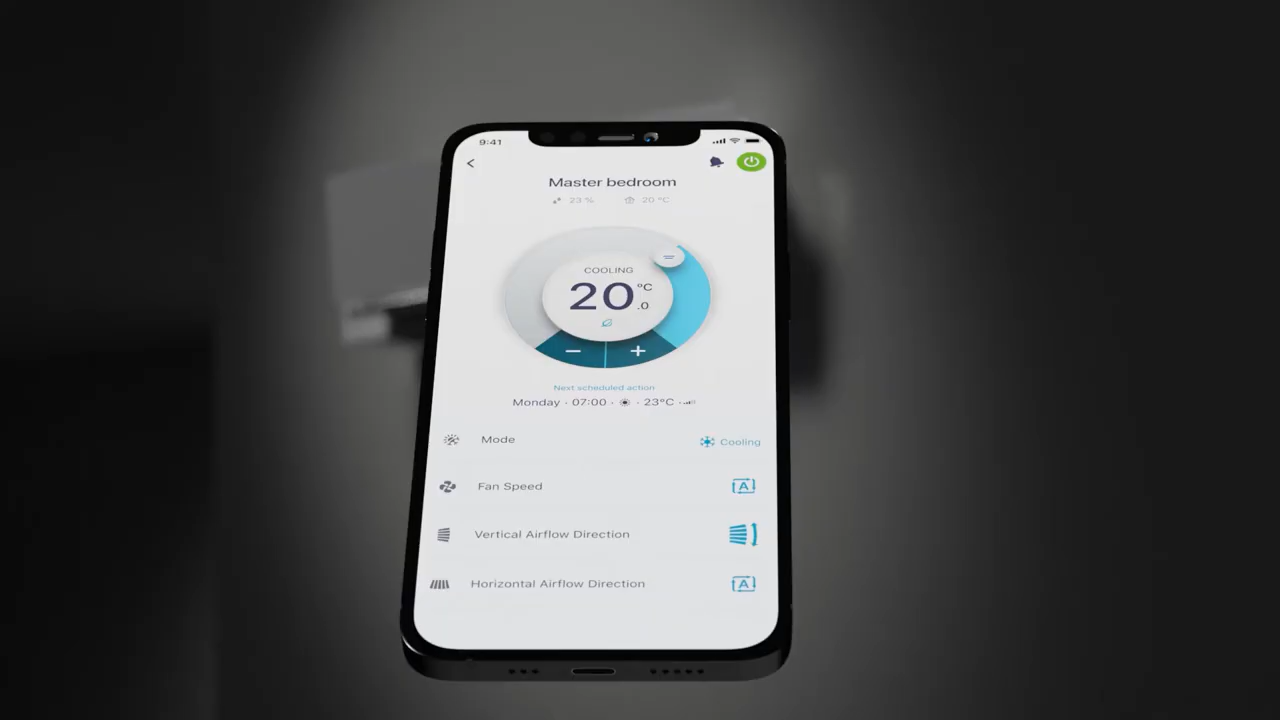 9:41
Master bedroom
23 % 20 °C
COOLING
20 °C
.0
− +
Next scheduled action
Monday · 07:00 · · 23°C ·
Mode Cooling
Fan Speed A
Vertical Airflow Direction
Horizontal Airflow Direction A